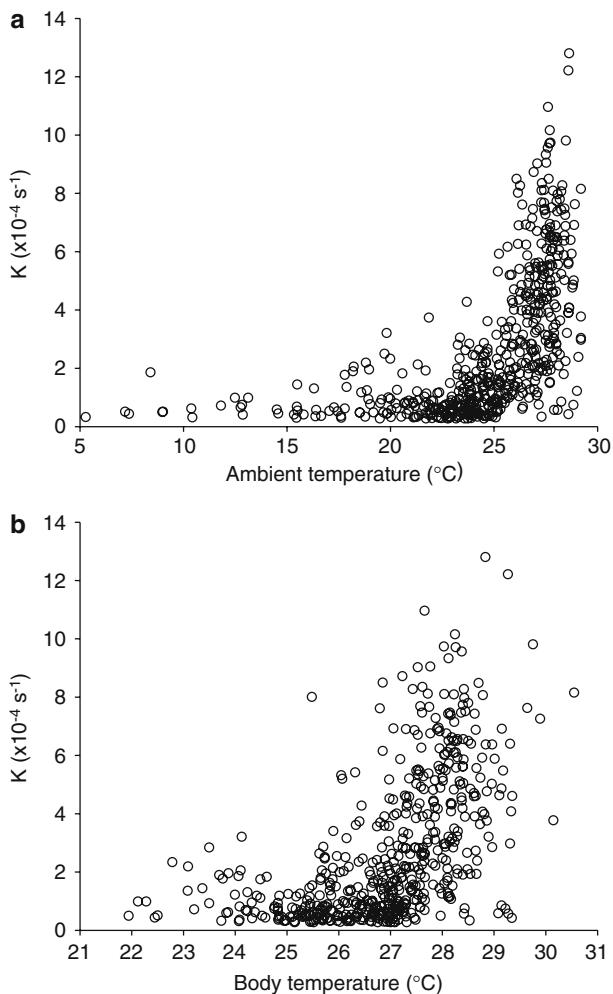 a
14
12
10
8
6
4
2
0
K (x10⁻⁴ s⁻¹)
5 10 15 20 25 30
Ambient temperature (°C)
b
14
12
10
8
6
4
2
0
K (x10⁻⁴ s⁻¹)
21 22 23 24 25 26 27 28 29 30 31
Body temperature (°C)